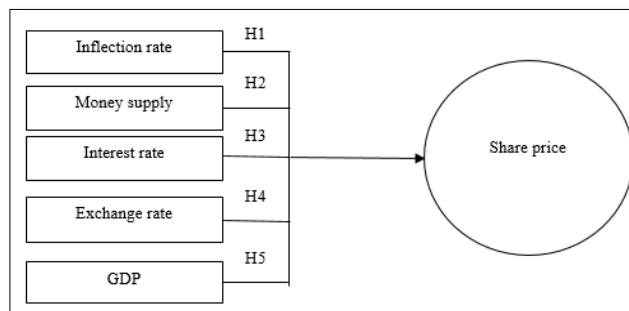 Inflection rate
H1
Money supply
H2
Interest rate
H3
Exchange rate
H4
GDP
H5
Share price